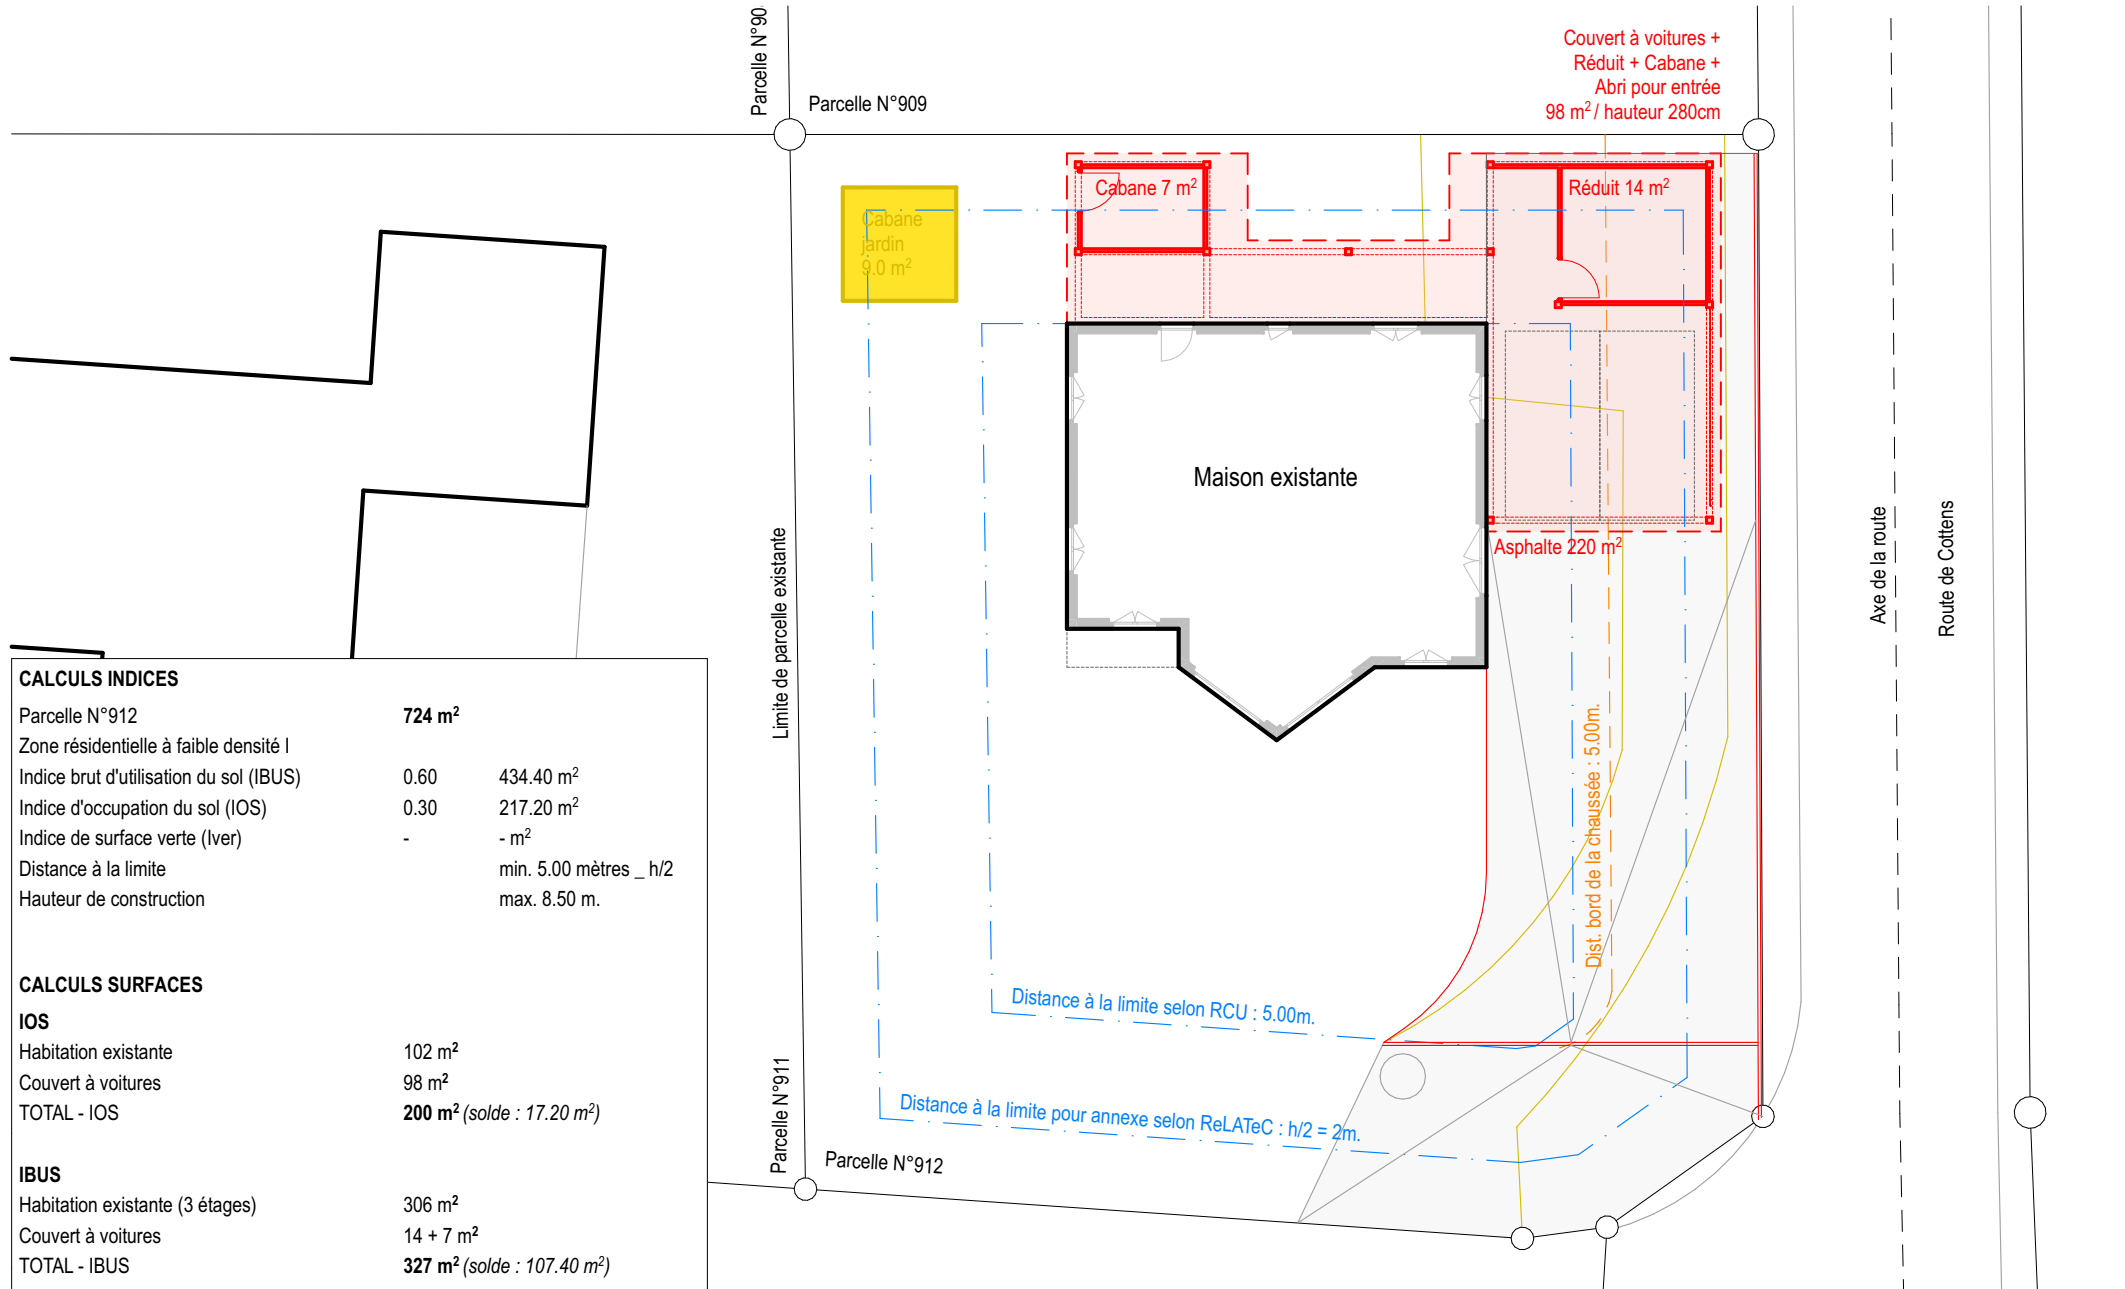 Parcelle N°90
Parcelle N°909
Couvert à voitures +
Réduit + Cabane +
Abri pour entrée
98 m² / hauteur 280cm
Cabane 7 m²
Réduit 14 m²
Cabane
jardin
9.0 m²
Maison existante
Asphalte 220 m²
Axe de la route
Route de Cottens
Limite de parcelle existante
Dist. bord de la chaussée : 5.00m.
Distance à la limite selon RCU : 5.00m.
Distance à la limite pour annexe selon ReLATeC : h/2 = 2m.
Parcelle N°911
Parcelle N°912
CALCULS INDICES
Parcelle N°912 724 m²
Zone résidentielle à faible densité I
Indice brut d'utilisation du sol (IBUS) 0.60 434.40 m²
Indice d'occupation du sol (IOS) 0.30 217.20 m²
Indice de surface verte (Iver) - - m²
Distance à la limite min. 5.00 mètres _ h/2
Hauteur de construction max. 8.50 m.
CALCULS SURFACES
IOS
Habitation existante 102 m²
Couvert à voitures 98 m²
TOTAL - IOS 200 m² (solde : 17.20 m²)
IBUS
Habitation existante (3 étages) 306 m²
Couvert à voitures 14 + 7 m²
TOTAL - IBUS 327 m² (solde : 107.40 m²)